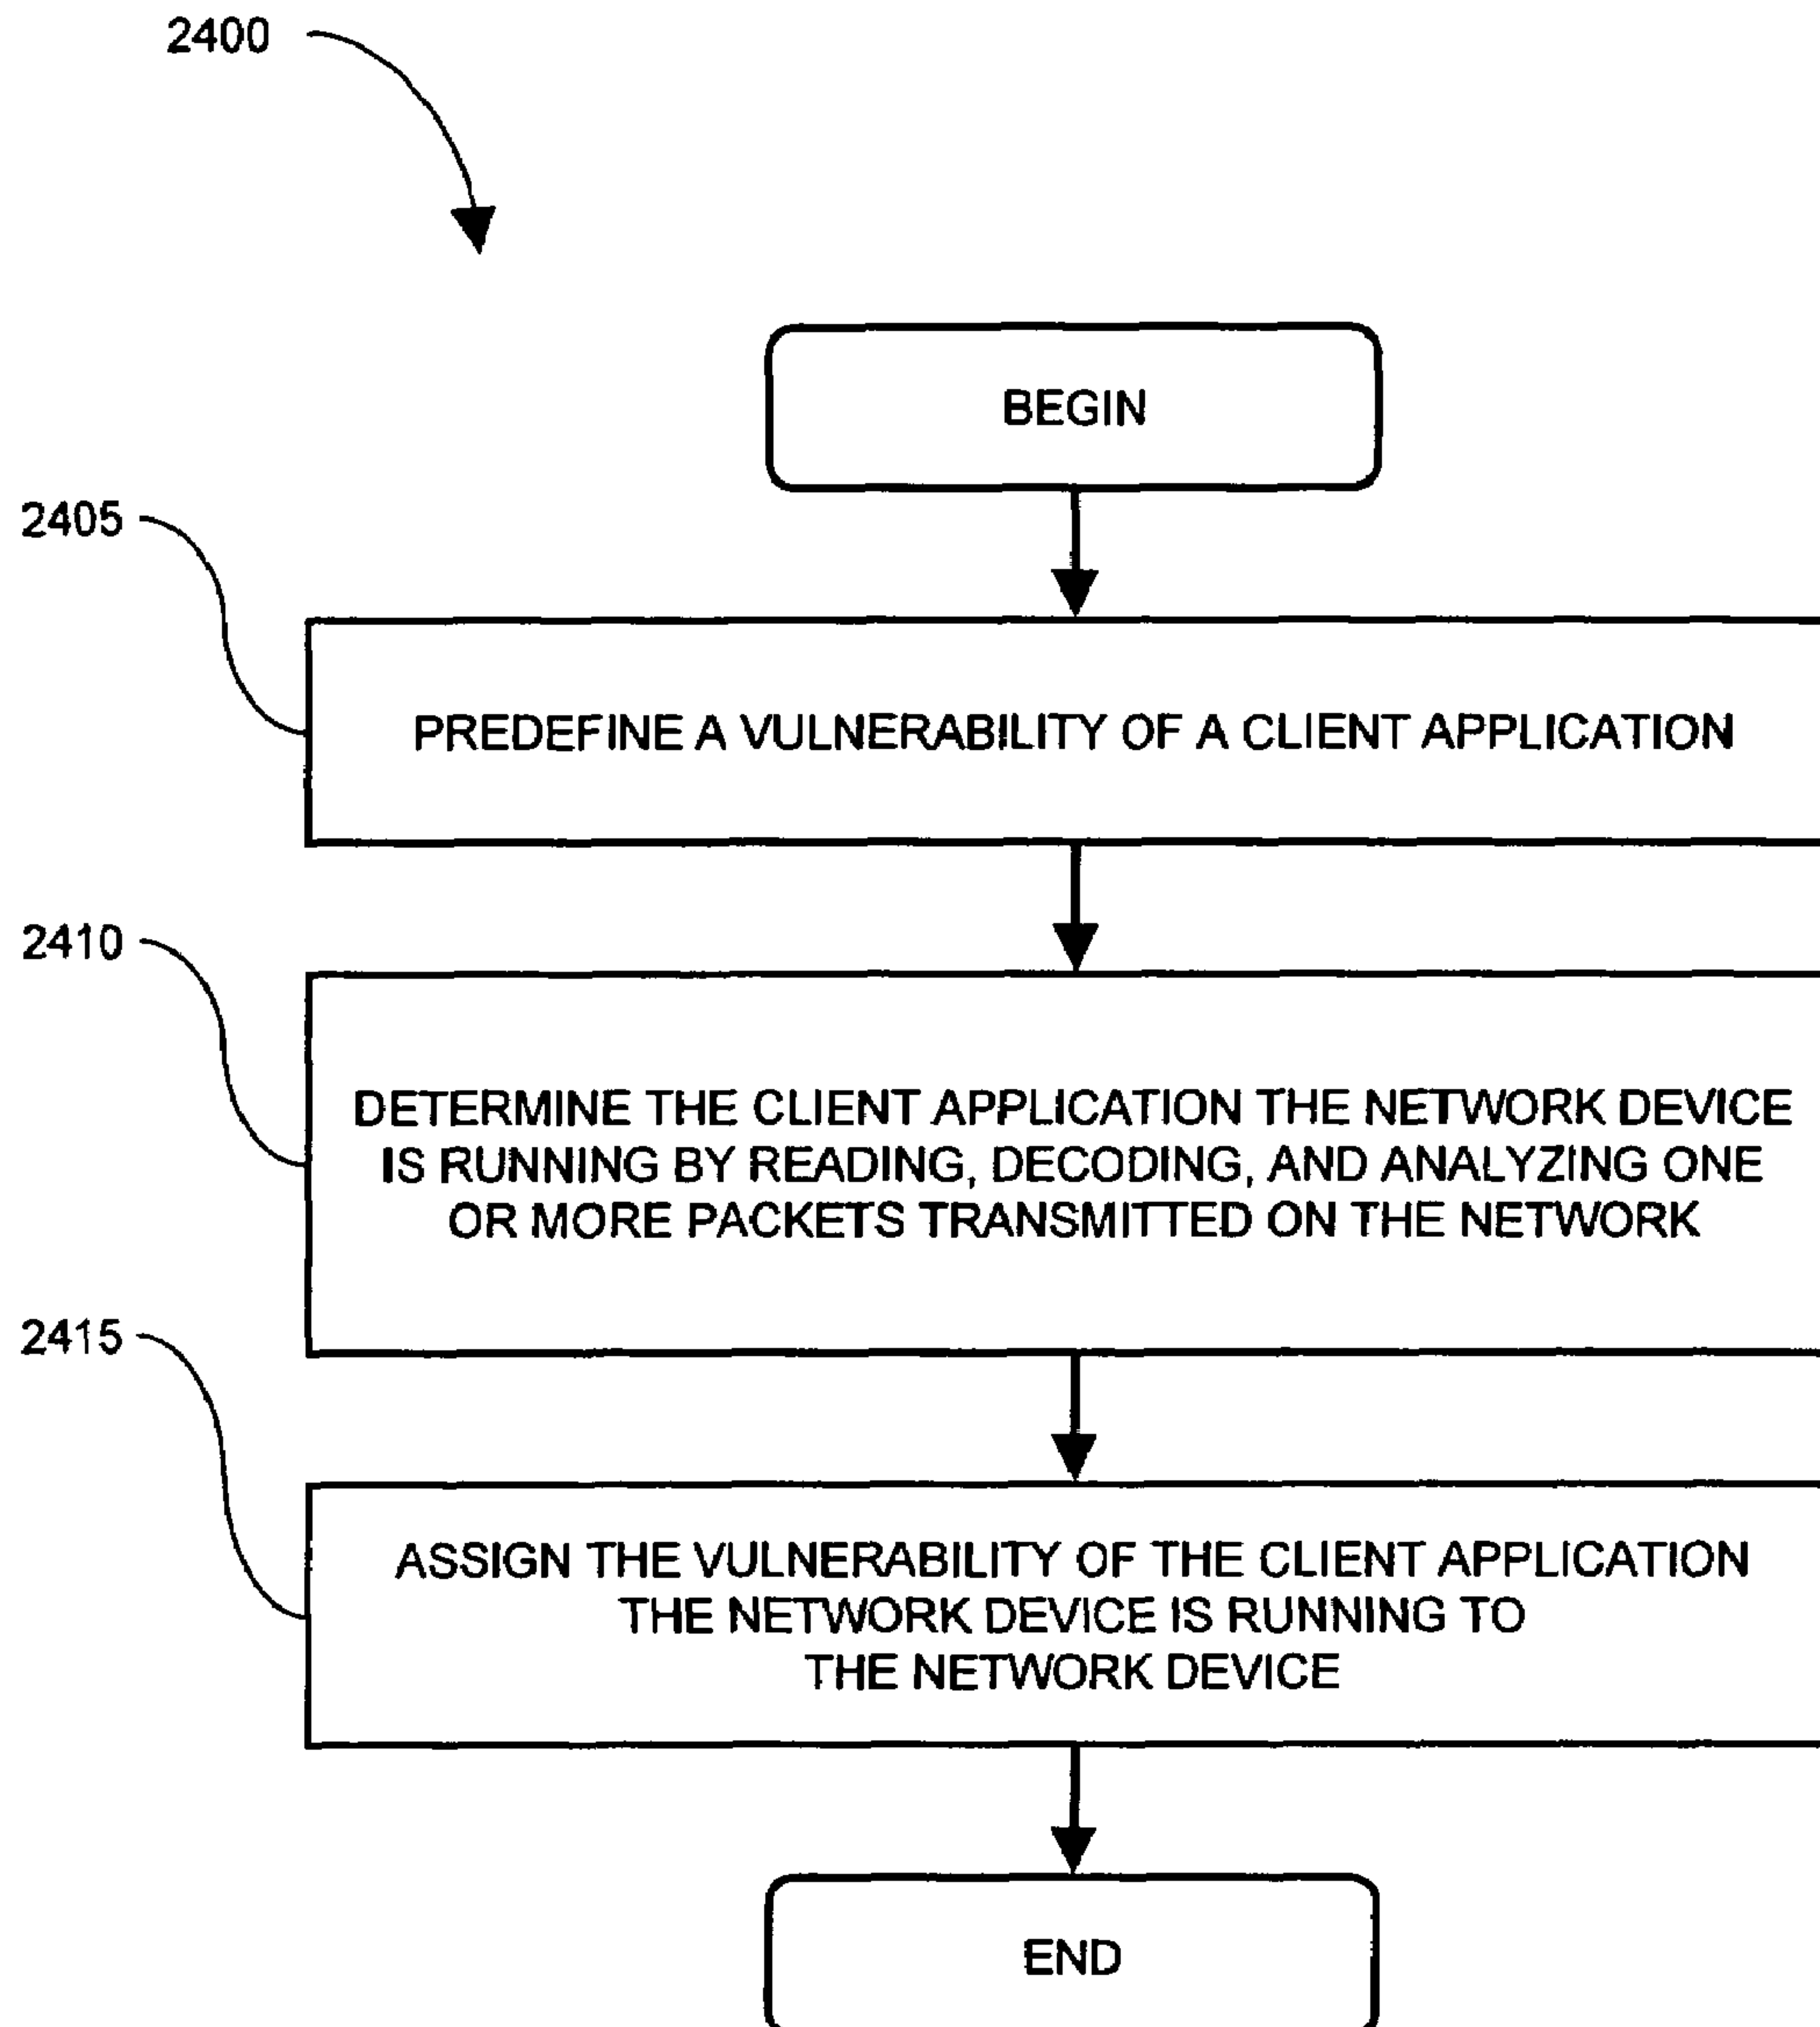 2400
BEGIN
2405
PREDEFINE A VULNERABILITY OF A CLIENT APPLICATION
2410
DETERMINE THE CLIENT APPLICATION THE NETWORK DEVICE
IS RUNNING BY READING, DECODING, AND ANALYZING ONE
OR MORE PACKETS TRANSMITTED ON THE NETWORK
2415
ASSIGN THE VULNERABILITY OF THE CLIENT APPLICATION
THE NETWORK DEVICE IS RUNNING TO
THE NETWORK DEVICE
END